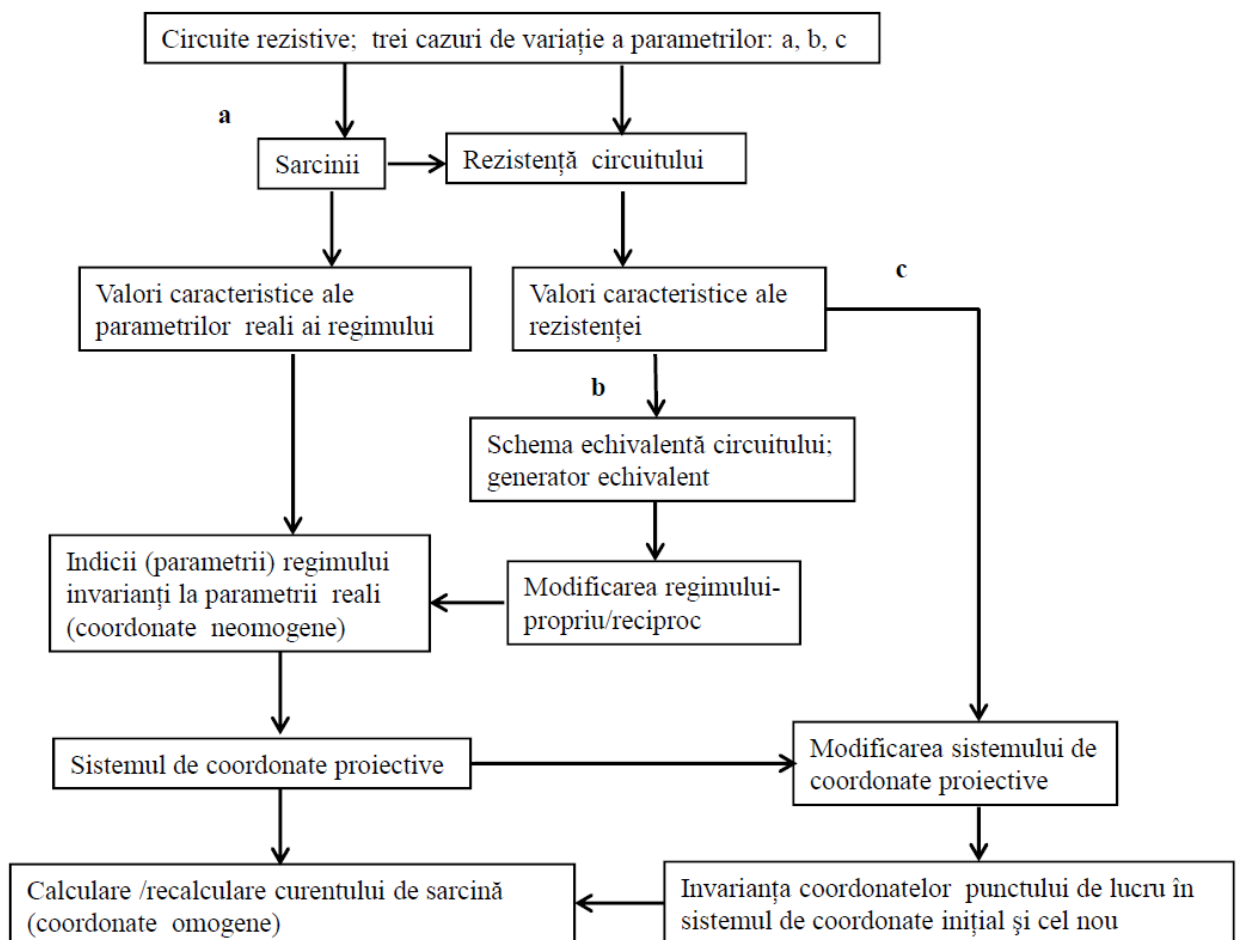 Circuite rezistive; trei cazuri de variație a parametrilor: a, b, c
a
Sarcinii
Rezistență circuitului
Valori caracteristice ale
parametrilor reali ai regimului
Valori caracteristice ale
rezistenței
c
b
Schema echivalentă circuitului;
generator echivalent
Indicii (parametrii) regimului
invarianți la parametrii reali
(coordonate neomogene)
Modificarea regimului-
propriu/reciproc
Sistemul de coordonate proiective
Modificarea sistemului de
coordonate proiective
Calculare /recalculare curentului de sarcină
(coordonate omogene)
Invarianța coordonatelor punctului de lucru în
sistemul de coordonate inițial şi cel nou